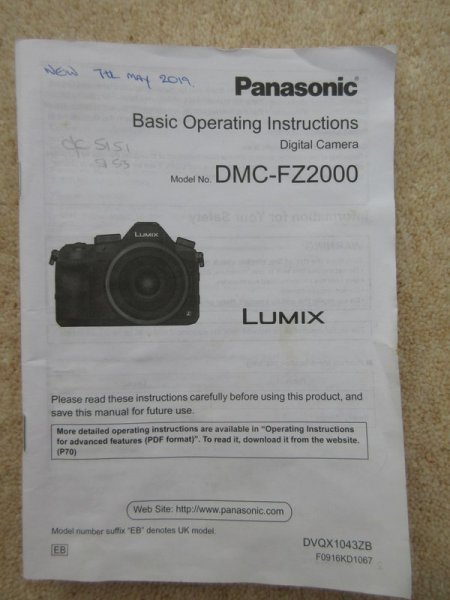 NEW 7th MAY 2019.
Panasonic®
Basic Operating Instructions
Digital Camera
Model No. DMC-FZ2000
LUMIX
LUMIX
Please read these instructions carefully before using this product, and
save this manual for future use.
More detailed operating instructions are available in “Operating Instructions
for advanced features (PDF format)”. To read it, download it from the website.
(P70)
Web Site: http://www.panasonic.com
Model number suffix “EB” denotes UK model.
EB
DVQX1043ZB
F0916KD1067